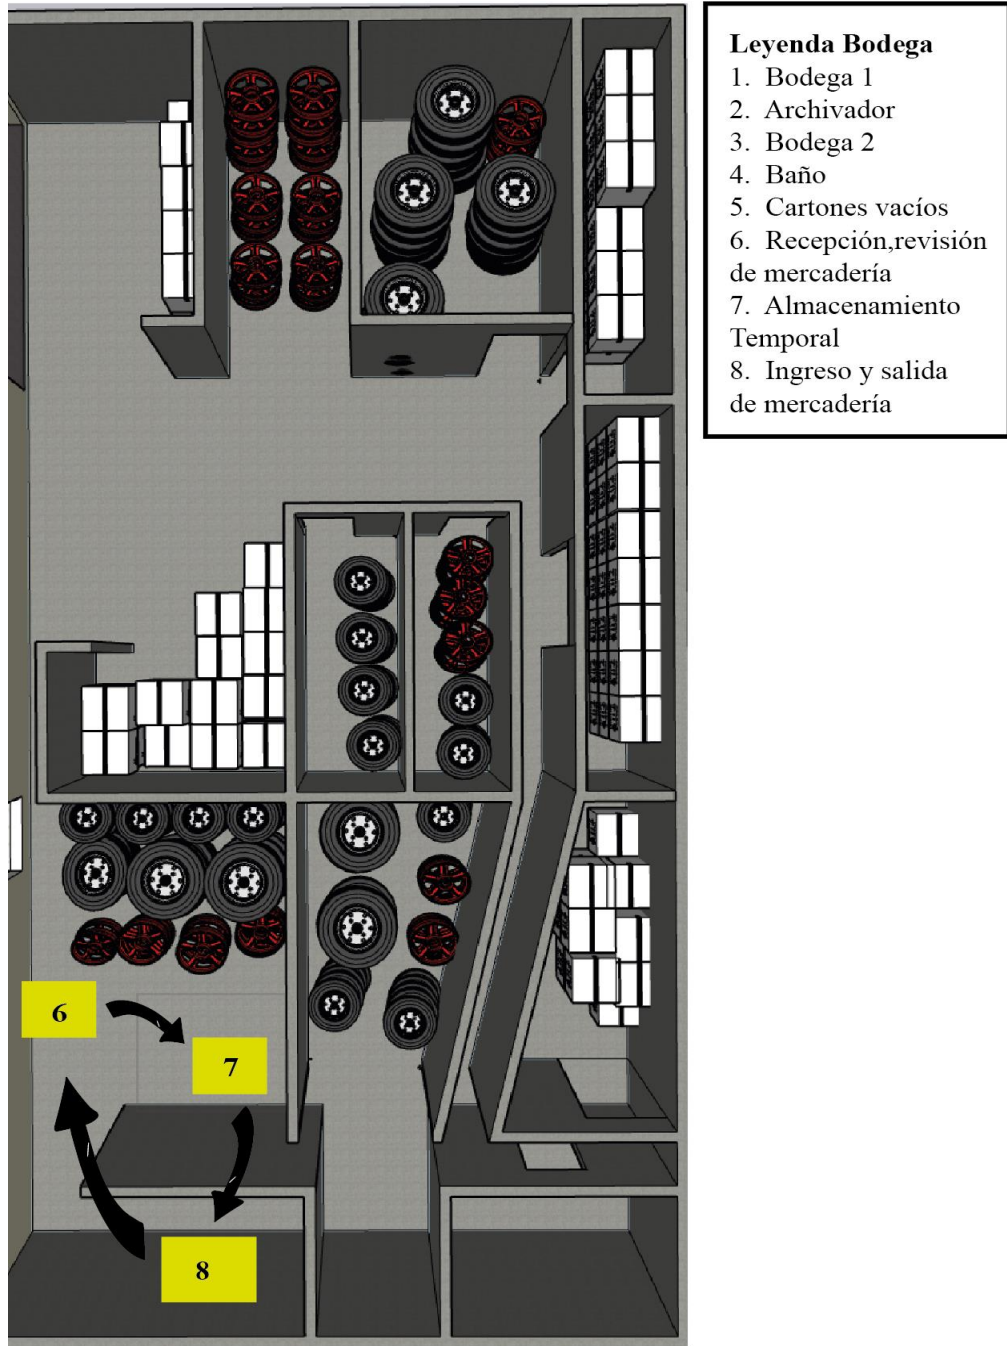 Leyenda Bodega
1. Bodega 1
2. Archivador
3. Bodega 2
4. Baño
5. Cartones vacíos
6. Recepción,revisión
de mercadería
7. Almacenamiento
Temporal
8. Ingreso y salida
de mercadería
6
7
8